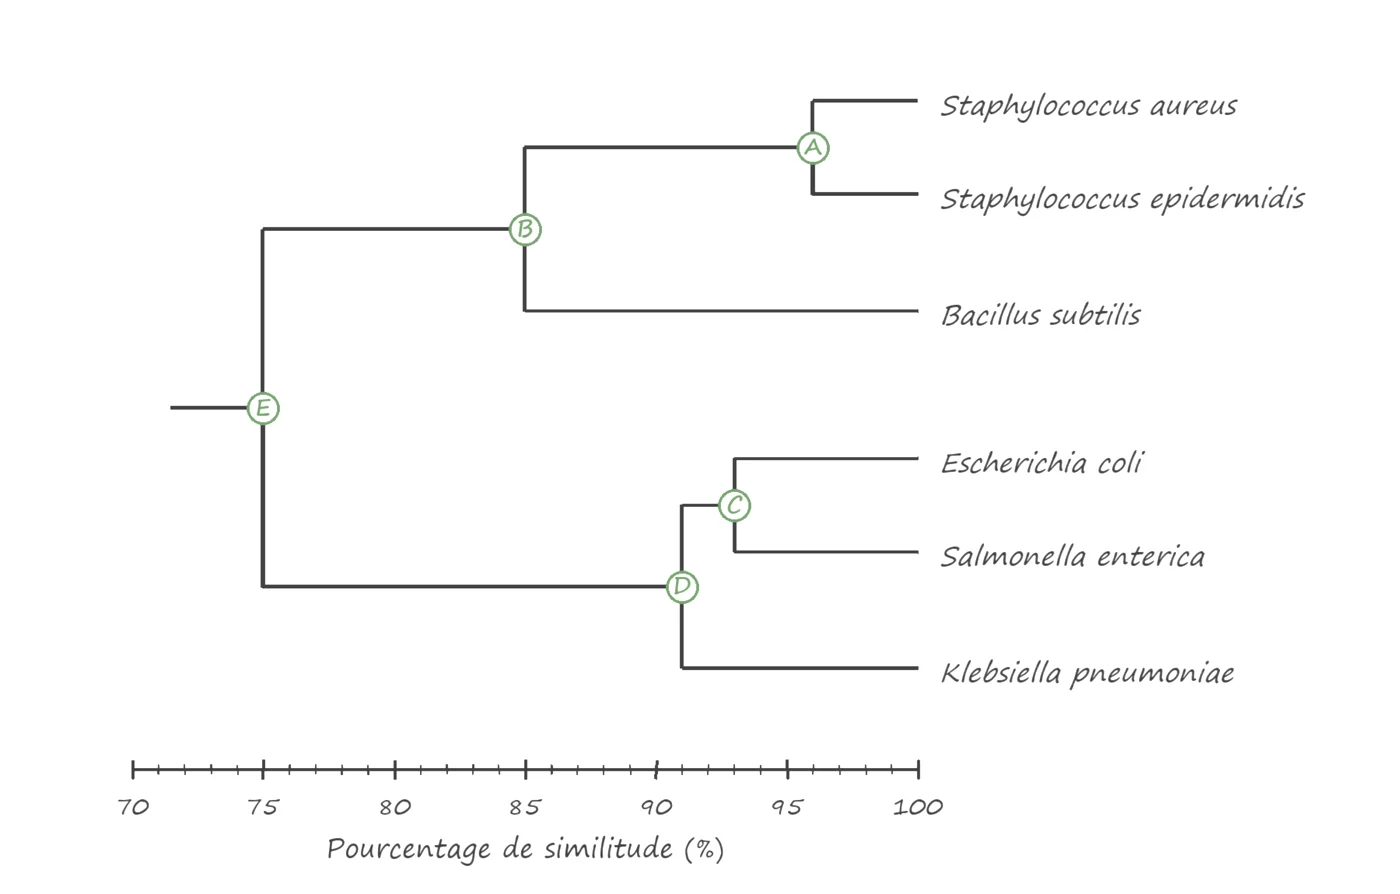 Staphylococcus aureus
A
Staphylococcus epidermidis
B
Bacillus subtilis
E
Escherichia coli
C
Salmonella enterica
D
Klebsiella pneumoniae
70 75 80 85 90 95 100
Pourcentage de similitude (%)